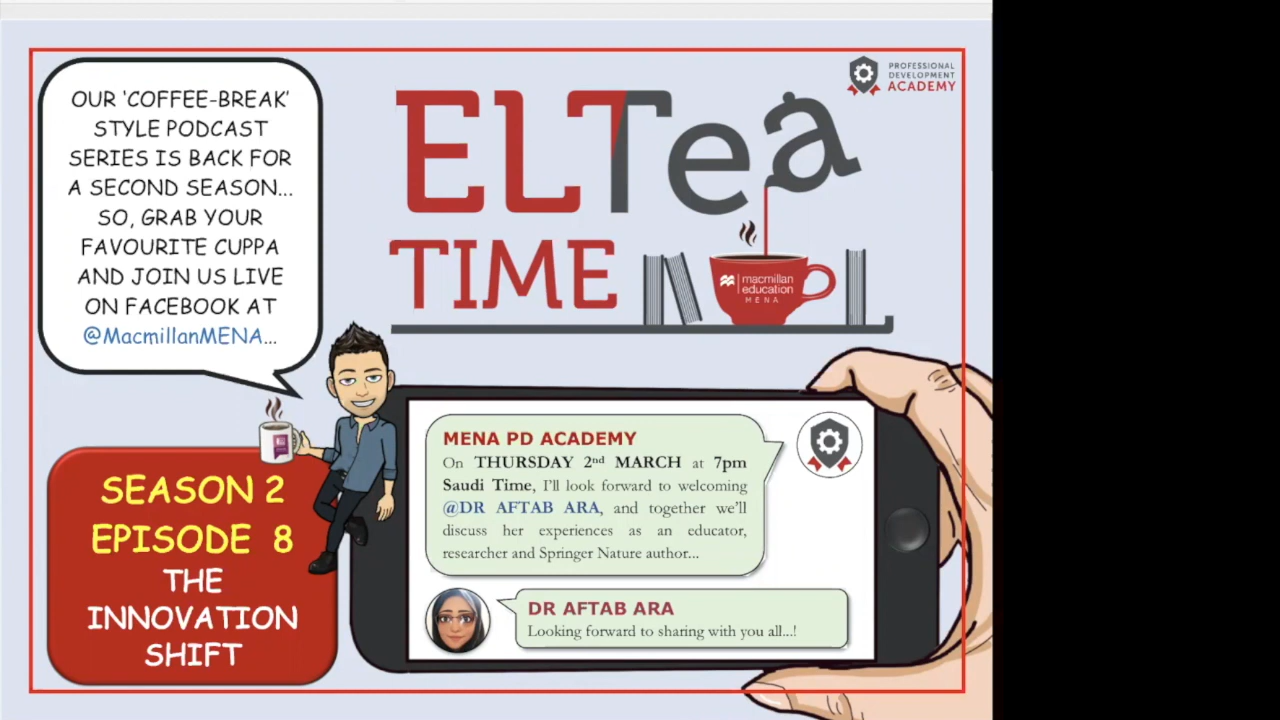 OUR ‘COFFEE-BREAK’
STYLE PODCAST
SERIES IS BACK FOR
A SECOND SEASON...
SO, GRAB YOUR
FAVOURITE CUPPA
AND JOIN US LIVE
ON FACEBOOK AT
@MacmillanMENA...
ELTea
TIME
macmillan
education
MENA
PROFESSIONAL
DEVELOPMENT
ACADEMY
SEASON 2
EPISODE 8
THE
INNOVATION
SHIFT
MENA PD ACADEMY
On THURSDAY 2nd MARCH at 7pm
Saudi Time, I’ll look forward to welcoming
@DR AFTAB ARA, and together we’ll
discuss her experiences as an educator,
researcher and Springer Nature author...
DR AFTAB ARA
Looking forward to sharing with you all...!